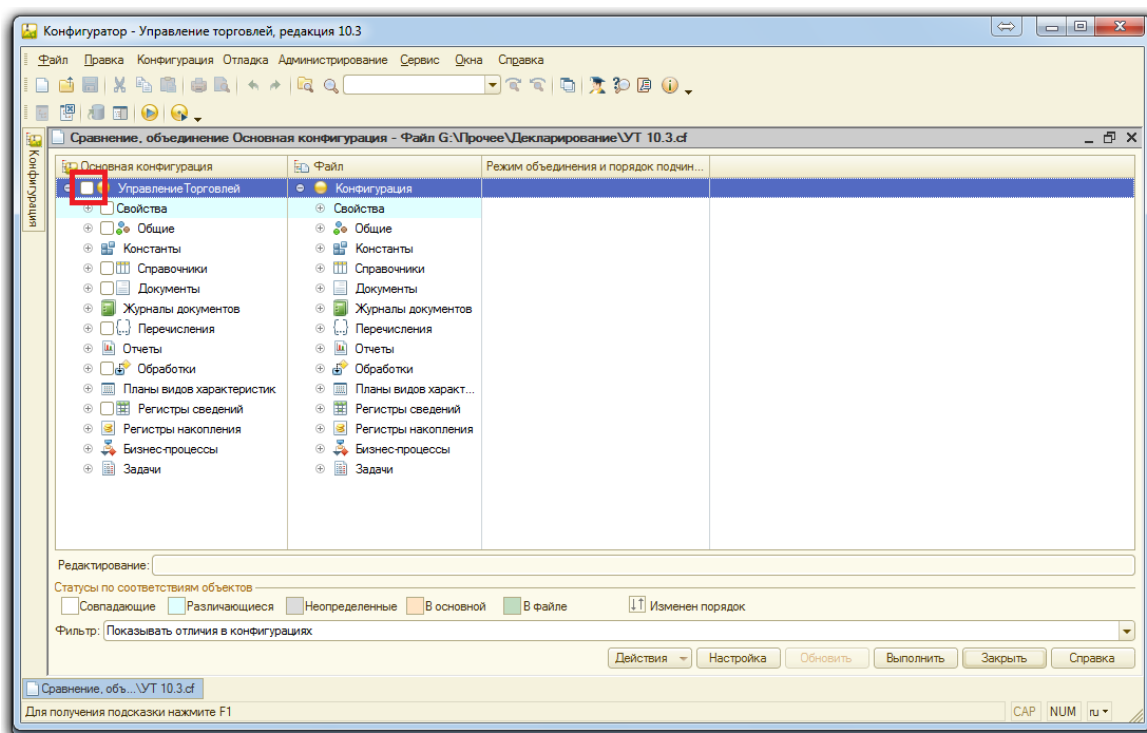 Конфигуратор - Управление торговлей, редакция 10.3
Файл Правка Конфигурация Отладка Администрирование Сервис Окна Справка
Конфигурация
Сравнение, объединение Основная конфигурация - Файл G:\Прочее\Декларирование\УТ 10.3.cf
Основная конфигурация Файл Режим объединения и порядок подчин...
УправлениеТорговлей Конфигурация
Свойства Свойства
Общие Общие
Константы Константы
Справочники Справочники
Документы Документы
Журналы документов Журналы документов
Перечисления Перечисления
Отчеты Отчеты
Обработки Обработки
Планы видов характеристик Планы видов характ...
Регистры сведений Регистры сведений
Регистры накопления Регистры накопления
Бизнес-процессы Бизнес-процессы
Задачи Задачи
Редактирование:
Статусы по соответствиям объектов
Совпадающие Различающиеся Неопределенные В основной В файле Изменен порядок
Фильтр: Показывать отличия в конфигурациях
Действия Настройка Обновить Выполнить Закрыть Справка
Сравнение, объ...\УТ 10.3.cf
Для получения подсказки нажмите F1 CAP NUM ru